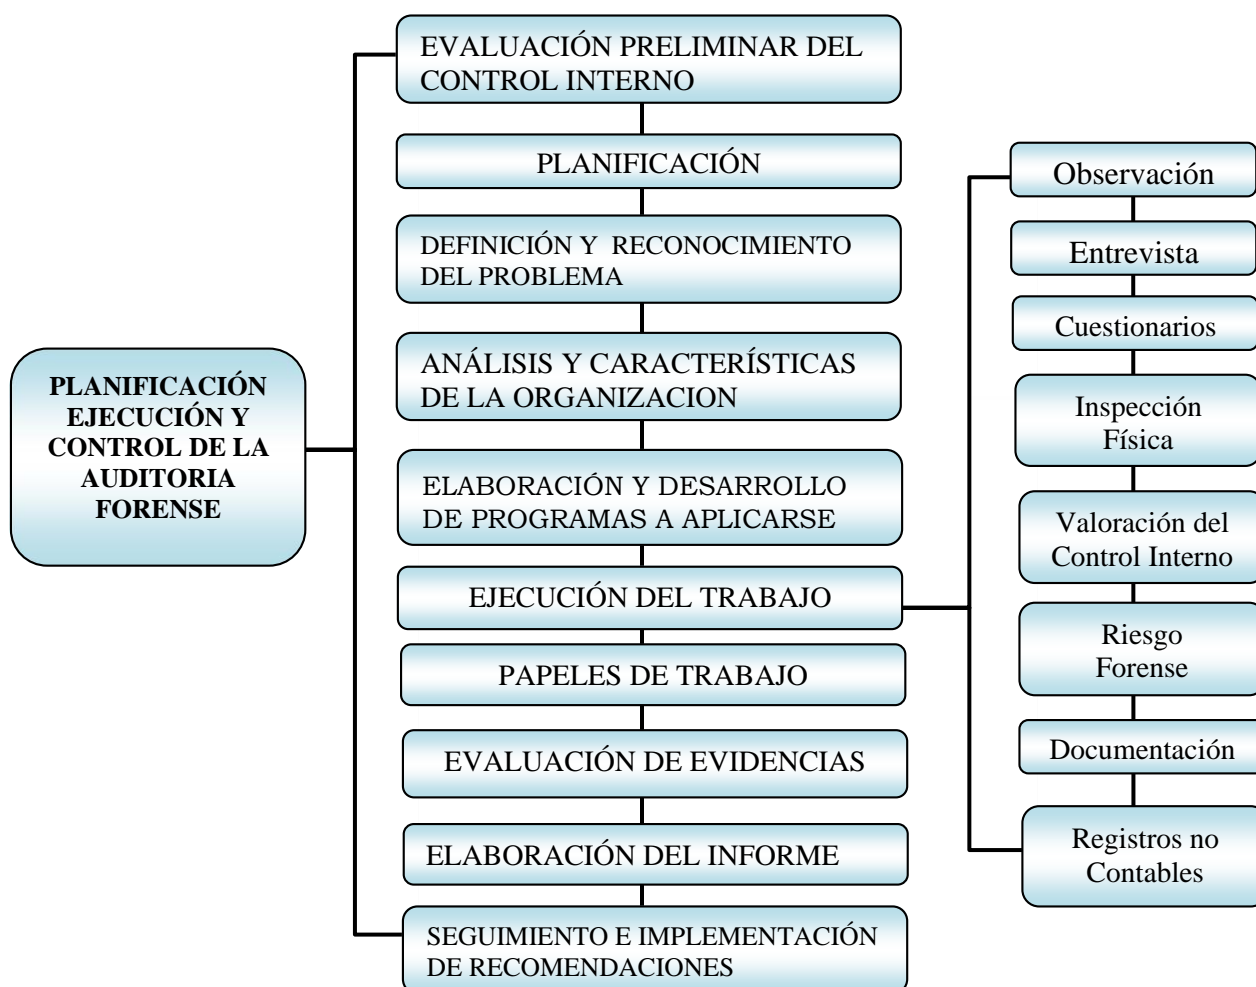 PLANIFICACIÓN
EJECUCIÓN Y
CONTROL DE LA
AUDITORIA
FORENSE
EVALUACIÓN PRELIMINAR DEL
CONTROL INTERNO
PLANIFICACIÓN
DEFINICIÓN Y RECONOCIMIENTO
DEL PROBLEMA
ANÁLISIS Y CARACTERÍSTICAS
DE LA ORGANIZACION
ELABORACIÓN Y DESARROLLO
DE PROGRAMAS A APLICARSE
EJECUCIÓN DEL TRABAJO
PAPELES DE TRABAJO
EVALUACIÓN DE EVIDENCIAS
ELABORACIÓN DEL INFORME
SEGUIMIENTO E IMPLEMENTACIÓN
DE RECOMENDACIONES
Observación
Entrevista
Cuestionarios
Inspección
Física
Valoración del
Control Interno
Riesgo
Forense
Documentación
Registros no
Contables